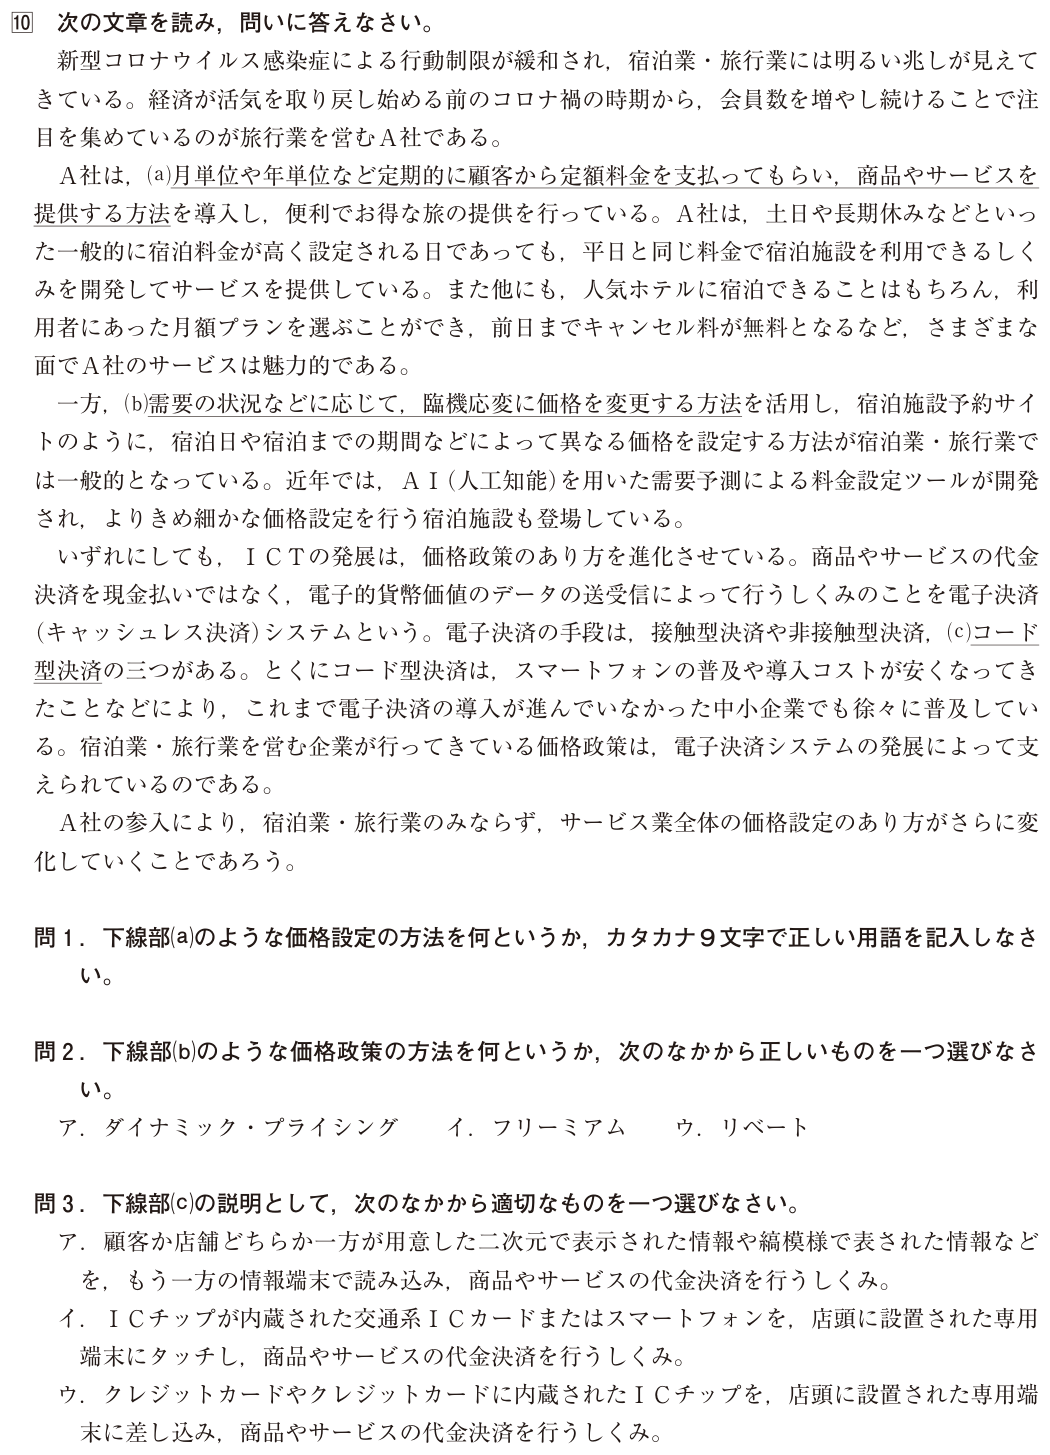 10 次の文章を読み，問いに答えなさい。
新型コロナウイルス感染症による行動制限が緩和され，宿泊業・旅行業には明るい兆しが見えて
きている。経済が活気を取り戻し始める前のコロナ禍の時期から，会員数を増やし続けることで注
目を集めているのが旅行業を営むＡ社である。
Ａ社は，(a)月単位や年単位など定期的に顧客から定額料金を支払ってもらい，商品やサービスを
提供する方法を導入し，便利でお得な旅の提供を行っている。Ａ社は，土日や長期休みなどといっ
た一般的に宿泊料金が高く設定される日であっても，平日と同じ料金で宿泊施設を利用できるしく
みを開発してサービスを提供している。また他にも，人気ホテルに宿泊できることはもちろん，利
用者にあった月額プランを選ぶことができ，前日までキャンセル料が無料となるなど，さまざまな
面でＡ社のサービスは魅力的である。
一方，(b)需要の状況などに応じて，臨機応変に価格を変更する方法を活用し，宿泊施設予約サイ
トのように，宿泊日や宿泊までの期間などによって異なる価格を設定する方法が宿泊業・旅行業で
は一般的となっている。近年では，ＡＩ(人工知能)を用いた需要予測による料金設定ツールが開発
され，よりきめ細かな価格設定を行う宿泊施設も登場している。
いずれにしても，ＩＣＴの発展は，価格政策のあり方を進化させている。商品やサービスの代金
決済を現金払いではなく，電子的貨幣価値のデータの送受信によって行うしくみのことを電子決済
(キャッシュレス決済)システムという。電子決済の手段は，接触型決済や非接触型決済，(c)コード
型決済の三つがある。とくにコード型決済は，スマートフォンの普及や導入コストが安くなってき
たことなどにより，これまで電子決済の導入が進んでいなかった中小企業でも徐々に普及してい
る。宿泊業・旅行業を営む企業が行ってきている価格政策は，電子決済システムの発展によって支
えられているのである。
Ａ社の参入により，宿泊業・旅行業のみならず，サービス業全体の価格設定のあり方がさらに変
化していくことであろう。
問１．下線部(a)のような価格設定の方法を何というか，カタカナ９文字で正しい用語を記入しなさ
い。
問２．下線部(b)のような価格政策の方法を何というか，次のなかから正しいものを一つ選びなさ
い。
ア．ダイナミック・プライシング　　イ．フリーミアム　　ウ．リベート
問３．下線部(c)の説明として，次のなかから適切なものを一つ選びなさい。
ア．顧客か店舗どちらか一方が用意した二次元で表示された情報や縞模様で表された情報など
を，もう一方の情報端末で読み込み，商品やサービスの代金決済を行うしくみ。
イ．ＩＣチップが内蔵された交通系ＩＣカードまたはスマートフォンを，店頭に設置された専用
端末にタッチし，商品やサービスの代金決済を行うしくみ。
ウ．クレジットカードやクレジットカードに内蔵されたＩＣチップを，店頭に設置された専用端
末に差し込み，商品やサービスの代金決済を行うしくみ。